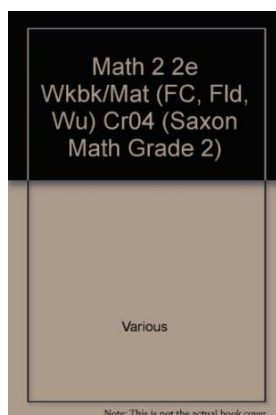 Math 2 2e
Wkbk/Mat (FC, Fld,
Wu) Cr04 (Saxon
Math Grade 2)
Various
Note: This is not the actual book cover